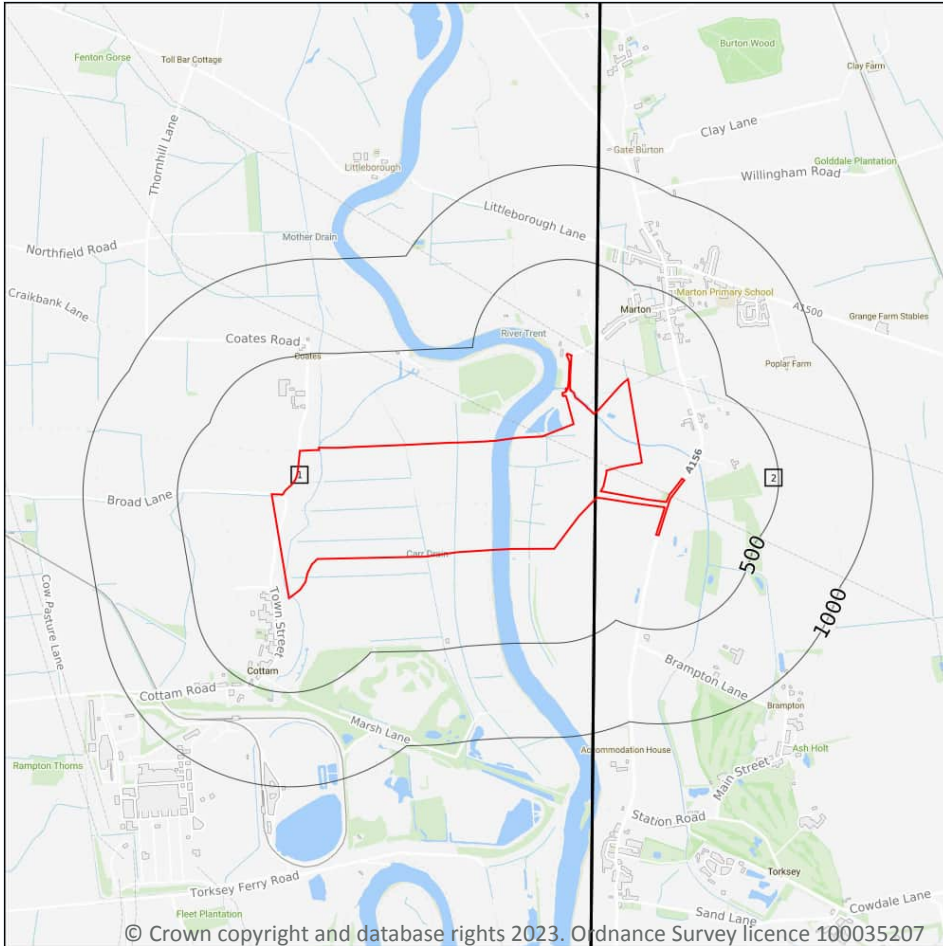 Fenton Gorse
Toll Bar Cottage
Burton Wood
Clay Farm
Clay Lane
Thornhill Lane
Gate Burton
Littleborough
Golddale Plantation
Willingham Road
Littleborough Lane
Mother Drain
Northfield Road
Craikbank Lane
Marton Primary School
A1500
Marton
Grange Farm Stables
River Trent
Coates Road
Coates
Poplar Farm
A156
1
2
Broad Lane
500
Carr Drain
1000
Cow Pasture Lane
Town Street
Cottam
Brampton Lane
Cottam Road
Marsh Lane
Brampton
Accommodation House
Ash Holt
Rampton Thorns
Main Street
Station Road
Torksey
Torksey Ferry Road
Cowdale Lane
Fleet Plantation
Sand Lane
© Crown copyright and database rights 2023. Ordnance Survey licence 100035207